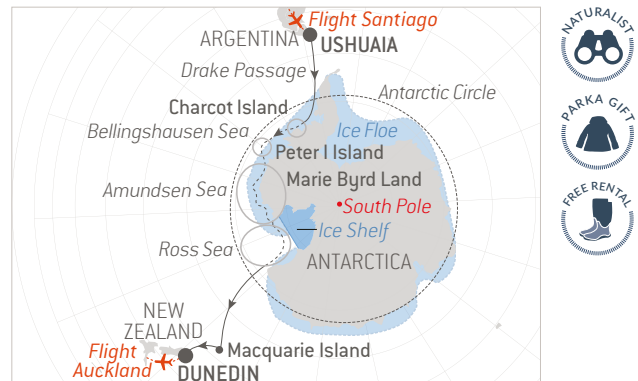 Flight Santiago
ARGENTINA
USHUAIA
Drake Passage
Antarctic Circle
Charcot Island
Bellingshausen Sea
Ice Floe
Peter I Island
Marie Byrd Land
Amundsen Sea
South Pole
Ice Shelf
Ross Sea
ANTARCTICA
NEW
ZEALAND
Flight
Auckland
Macquarie Island
DUNEDIN
NATURALIST
PARKA GIFT
FREE RENTAL